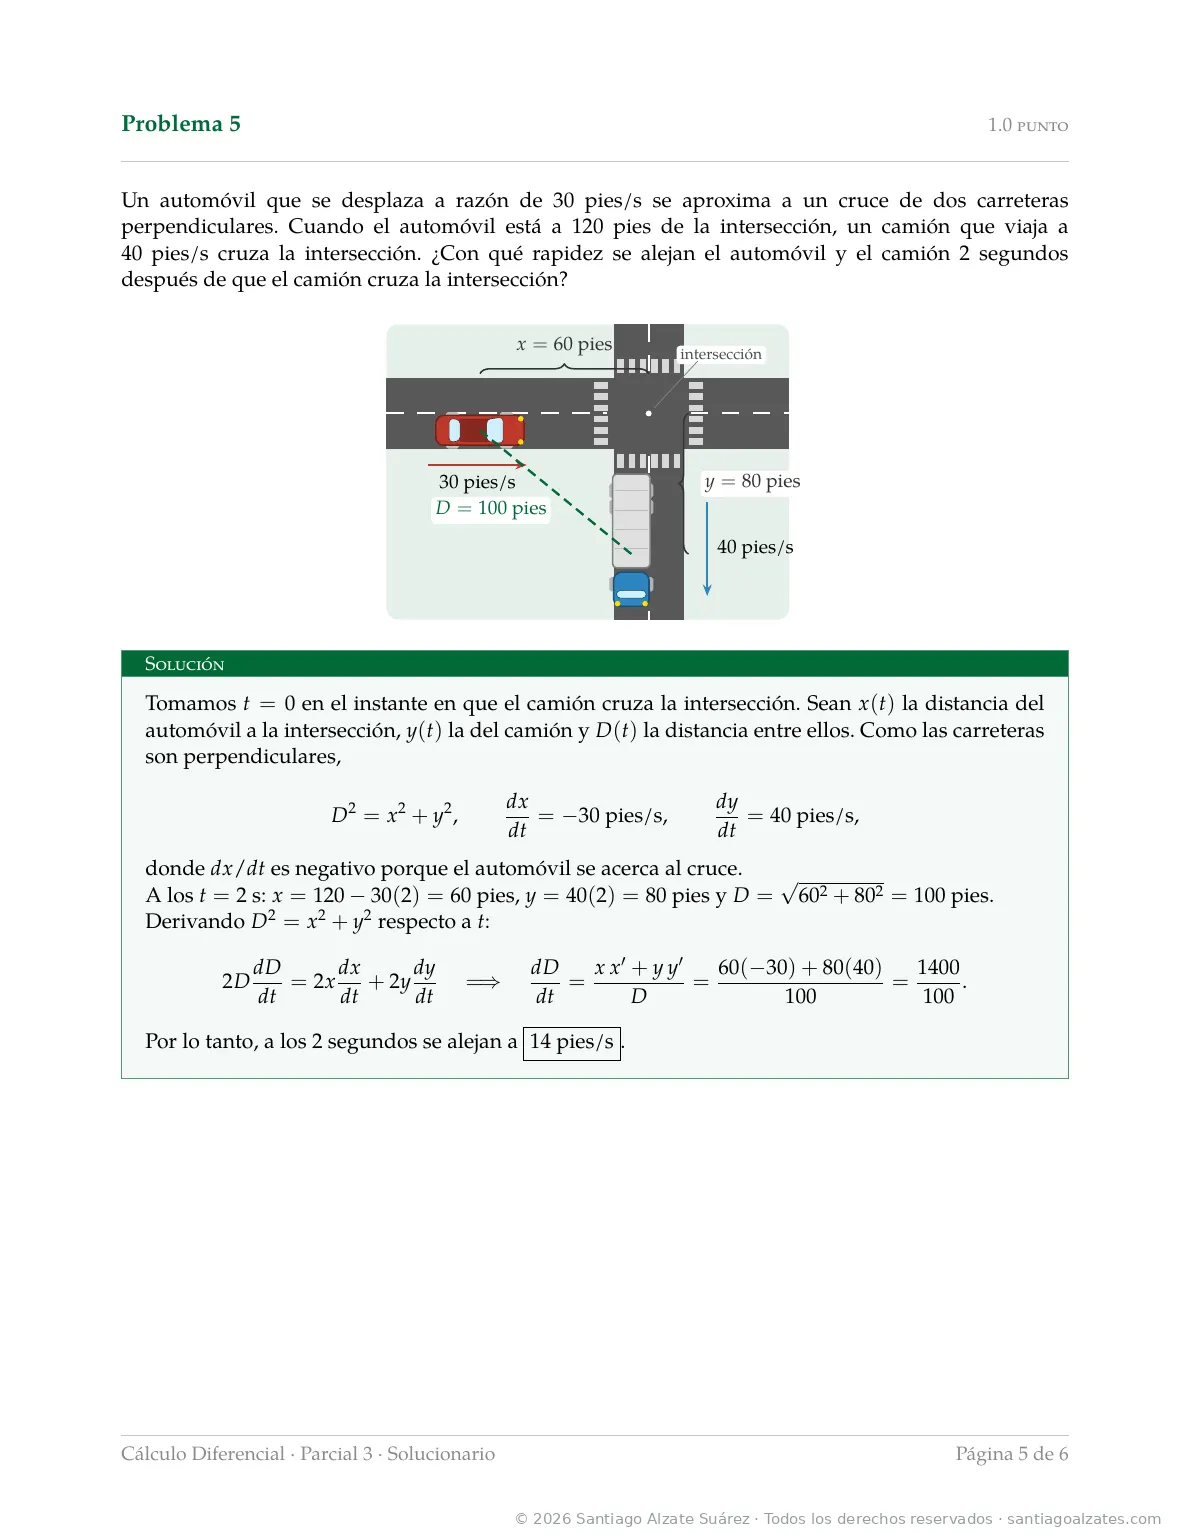 Problema 5
1.0 PUNTO
Un automóvil que se desplaza a razón de 30 pies/s se aproxima a un cruce de dos carreteras
perpendiculares. Cuando el automóvil está a 120 pies de la intersección, un camión que viaja a
40 pies/s cruza la intersección. ¿Con qué rapidez se alejan el automóvil y el camión 2 segundos
después de que el camión cruza la intersección?
x = 60 pies
intersección
30 pies/s
D = 100 pies
y = 80 pies
40 pies/s
SOLUCIÓN
Tomamos t = 0 en el instante en que el camión cruza la intersección. Sean x(t) la distancia del
automóvil a la intersección, y(t) la del camión y D(t) la distancia entre ellos. Como las carreteras
son perpendiculares,
D² = x² + y², dx/dt = −30 pies/s, dy/dt = 40 pies/s,
donde dx/dt es negativo porque el automóvil se acerca al cruce.
A los t = 2 s: x = 120 − 30(2) = 60 pies, y = 40(2) = 80 pies y D = √(60² + 80²) = 100 pies.
Derivando D² = x² + y² respecto a t:
2D dD/dt = 2x dx/dt + 2y dy/dt ⟹ dD/dt = (x x′ + y y′)/D = (60(−30) + 80(40))/100 = 1400/100.
Por lo tanto, a los 2 segundos se alejan a 14 pies/s.
Cálculo Diferencial · Parcial 3 · Solucionario
Página 5 de 6
© 2026 Santiago Alzate Suárez · Todos los derechos reservados · santiagoalzates.com